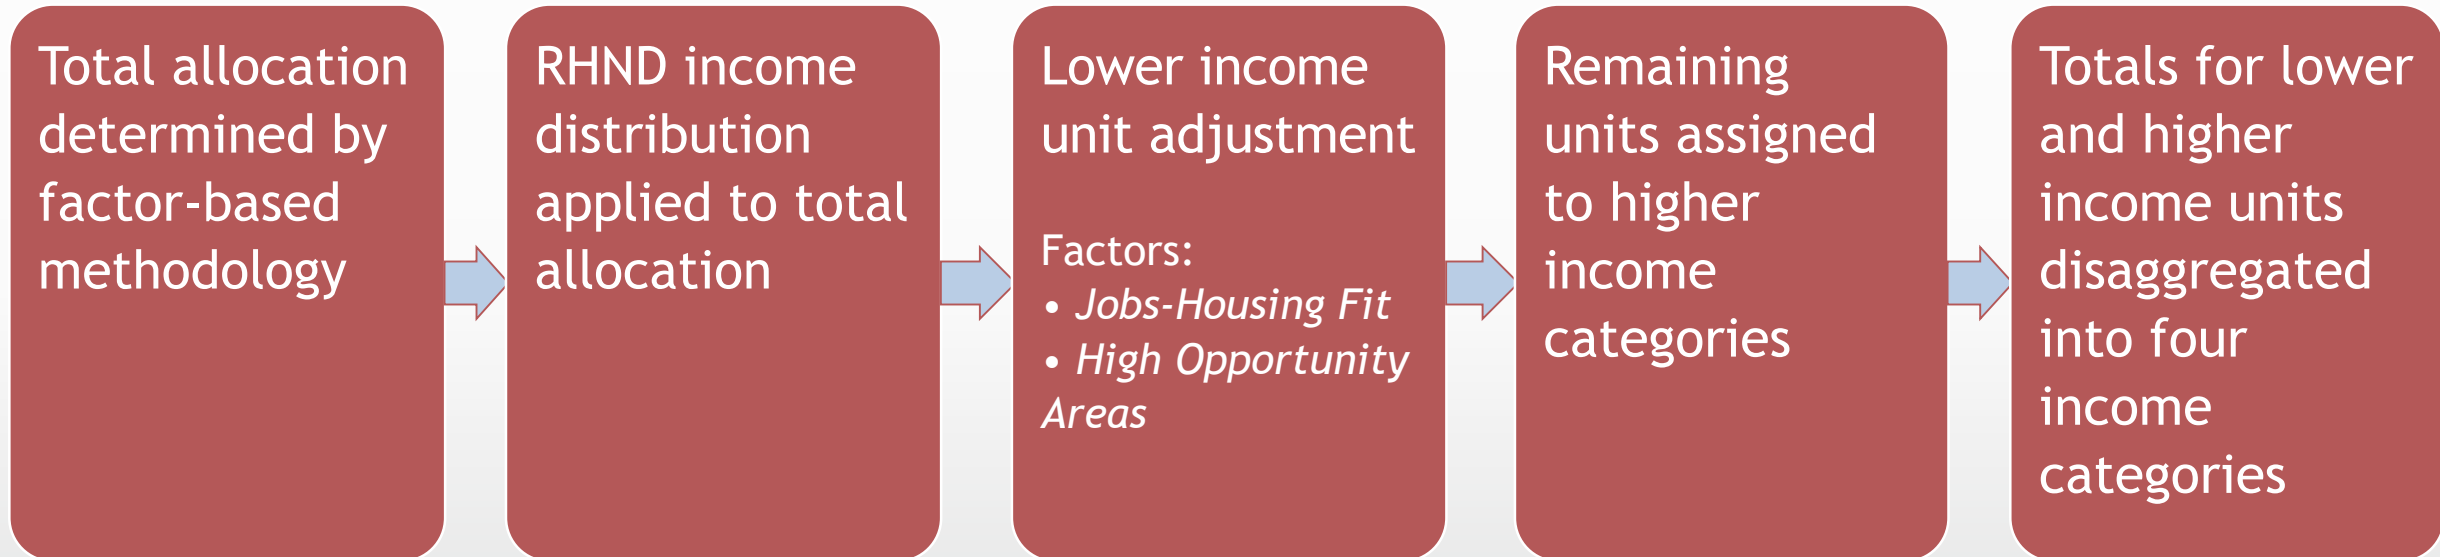 Total allocation
determined by
factor-based
methodology
RHND income
distribution
applied to total
allocation
Lower income
unit adjustment
Factors:
• Jobs-Housing Fit
• High Opportunity
Areas
Remaining
units assigned
to higher
income
categories
Totals for lower
and higher
income units
disaggregated
into four
income
categories